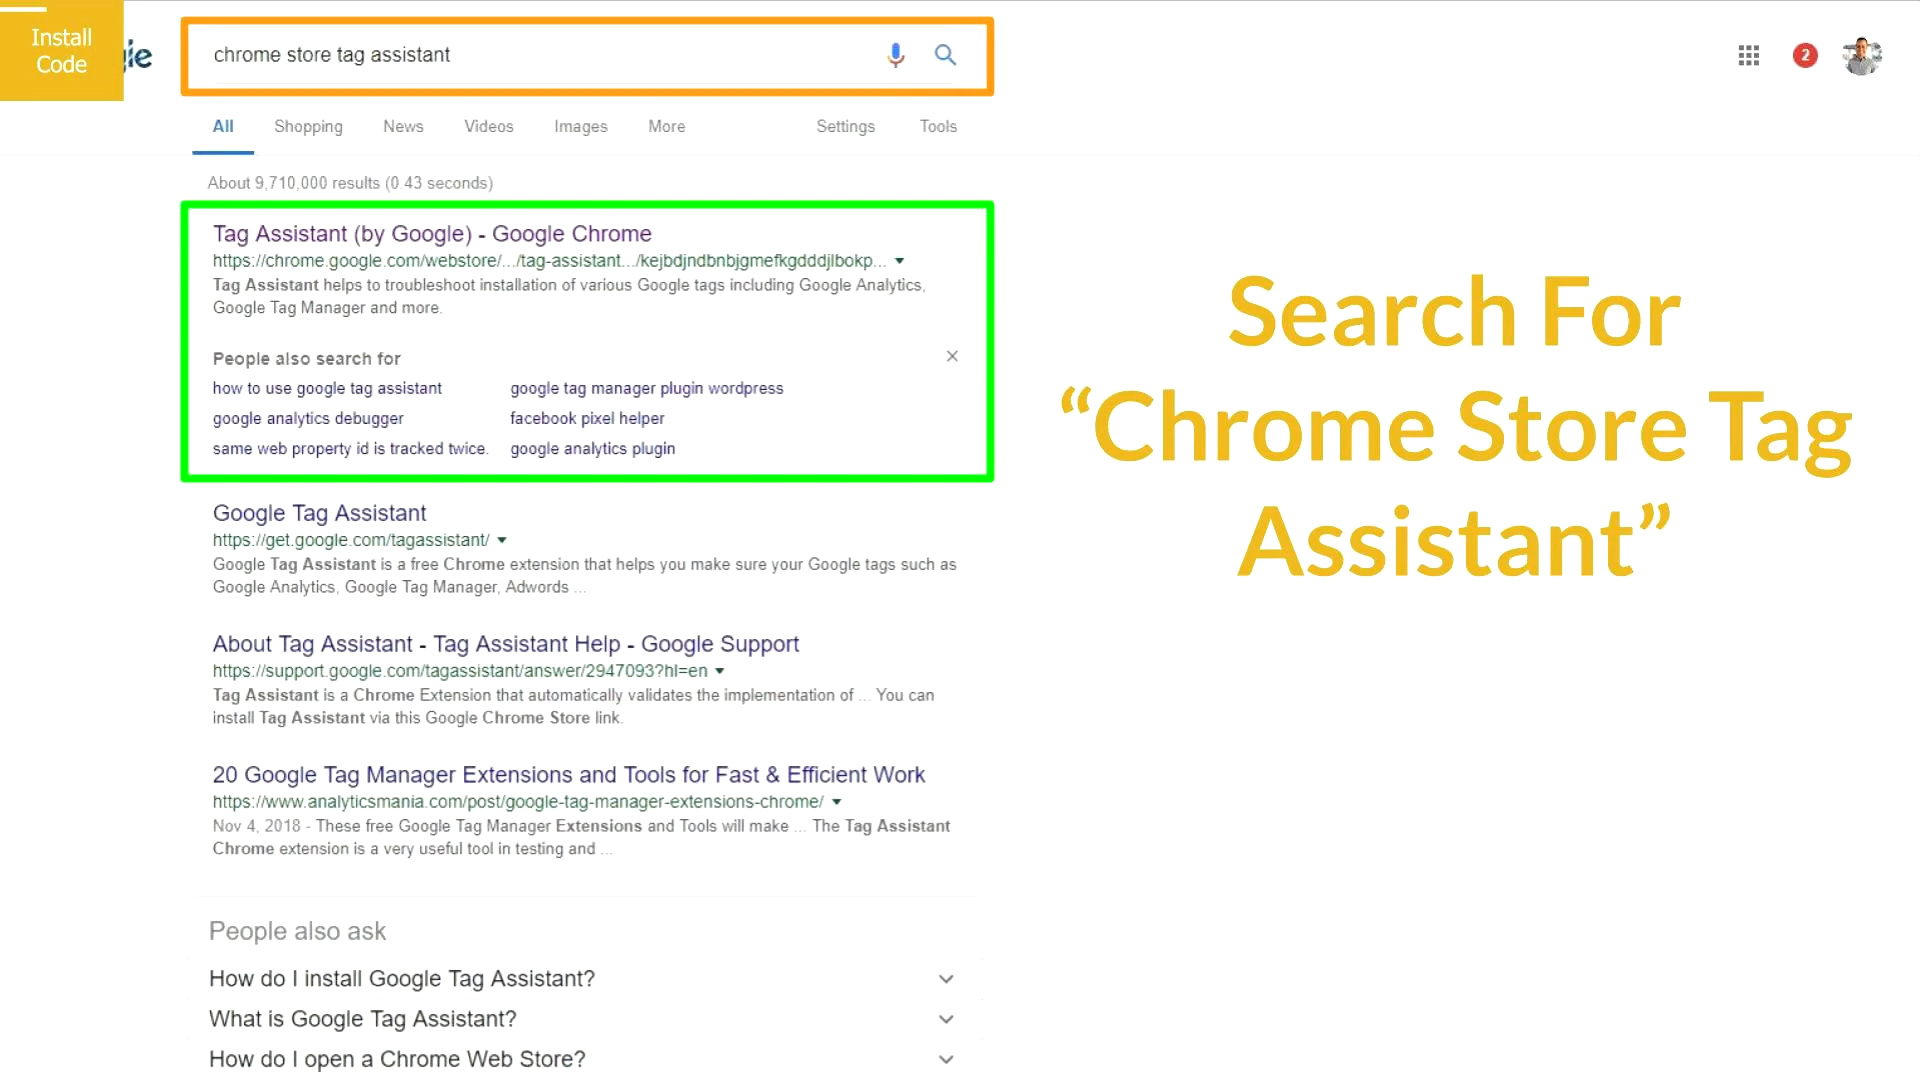 Install
Code
gle
chrome store tag assistant
2
All Shopping News Videos Images More Settings Tools
About 9,710,000 results (0.43 seconds)
Tag Assistant (by Google) - Google Chrome
https://chrome.google.com/webstore/.../tag-assistant.../kejbdjndbnbjgmefkgdddjlbokp...
Tag Assistant helps to troubleshoot installation of various Google tags including Google Analytics,
Google Tag Manager and more.
People also search for
how to use google tag assistant google tag manager plugin wordpress
google analytics debugger facebook pixel helper
same web property id is tracked twice. google analytics plugin
Google Tag Assistant
https://get.google.com/tagassistant/
Google Tag Assistant is a free Chrome extension that helps you make sure your Google tags such as
Google Analytics, Google Tag Manager, Adwords ...
About Tag Assistant - Tag Assistant Help - Google Support
https://support.google.com/tagassistant/answer/2947093?hl=en
Tag Assistant is a Chrome Extension that automatically validates the implementation of ... You can
install Tag Assistant via this Google Chrome Store link.
20 Google Tag Manager Extensions and Tools for Fast & Efficient Work
https://www.analyticsmania.com/post/google-tag-manager-extensions-chrome/
Nov 4, 2018 - These free Google Tag Manager Extensions and Tools will make ... The Tag Assistant
Chrome extension is a very useful tool in testing and ...
People also ask
How do I install Google Tag Assistant?
What is Google Tag Assistant?
How do I open a Chrome Web Store?
Search For
“Chrome Store Tag
Assistant”